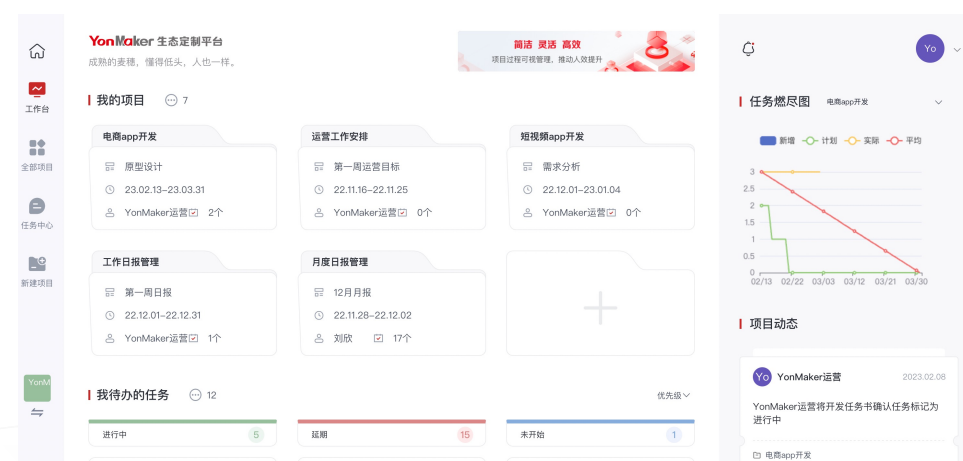 YonMaker 生态定制平台
成熟的麦穗，懂得低头，人也一样。
简洁 灵活 高效
项目过程可视管理、推动人效提升
Yo
工作台
全部项目
任务中心
新建项目
YonM
我的项目 7
电商app开发
原型设计
23.02.13-23.03.31
YonMaker运营 2个
运营工作安排
第一周运营目标
22.11.16-22.11.25
YonMaker运营 0个
短视频app开发
需求分析
22.12.01-23.01.04
YonMaker运营 0个
工作日报管理
第一周日报
22.12.01-22.12.31
YonMaker运营 1个
月度日报管理
12月月报
22.11.28-22.12.02
刘欣 17个
我待办的任务 12
优先级
进行中 5
延期 15
未开始 1
任务燃尽图 电商app开发
新增 计划 实际 平均
3
2.5
2
1.5
1
0.5
0
02/13 02/22 03/03 03/12 03/21 03/30
项目动态
Yo YonMaker运营 2023.02.08
YonMaker运营将开发任务书确认任务标记为
进行中
电商app开发